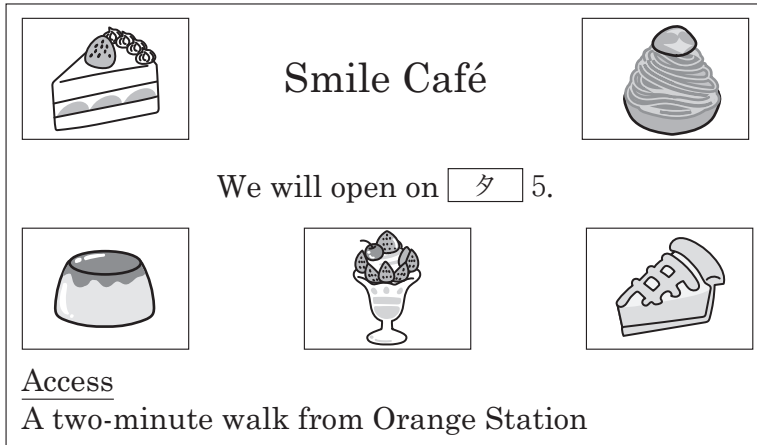 Smile Café
We will open on タ 5.
Access
A two-minute walk from Orange Station